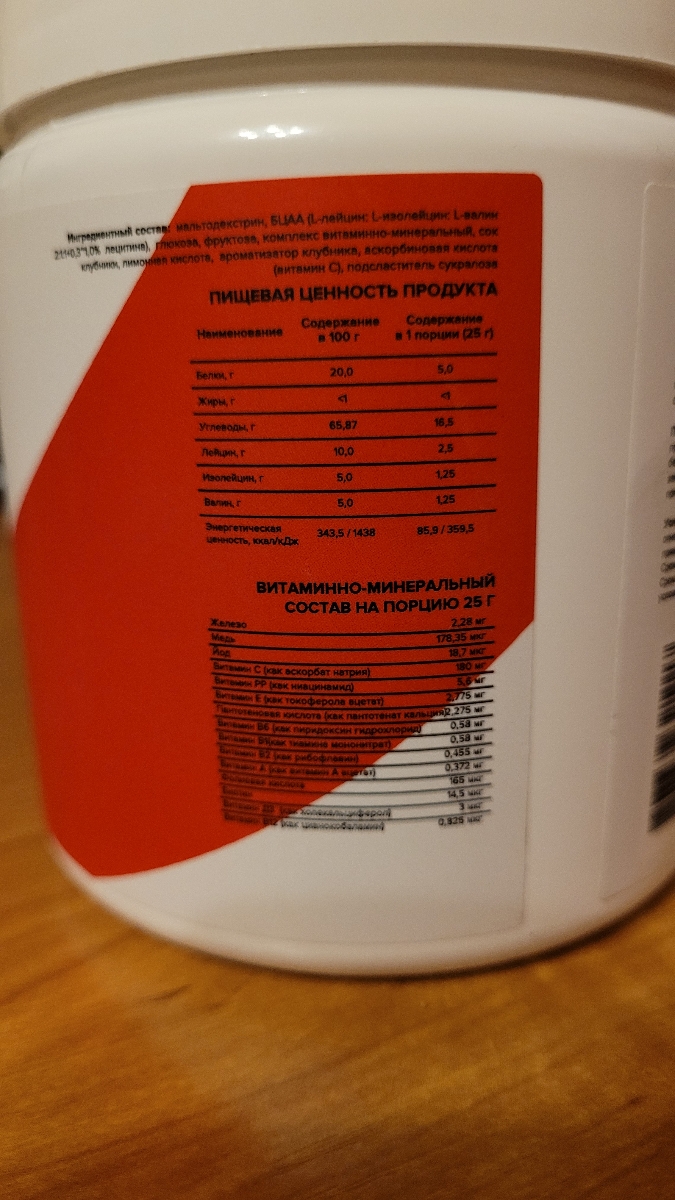 Ингредиентный состав: мальтодекстрин, БЦАА (L-лейцин: L-изолейцин: L-валин
лецитина), глюкоза, фруктоза, комплекс витаминно-минеральный, сок
клубники, лимонная кислота, ароматизатор клубника, аскорбиновая кислота
(витамин С), подсластитель сукралоза
ПИЩЕВАЯ ЦЕННОСТЬ ПРОДУКТА
Наименование Содержание в 100 г Содержание в 1 порции (25 г)
Белки, г 20,0 5,0
Жиры, г <1 <1
Углеводы, г 65,87 16,5
Лейцин, г 10,0 2,5
Изолейцин, г 5,0 1,25
Валин, г 5,0 1,25
Энергетическая ценность, ккал/кДж 343,5 / 1438 85,9 / 359,5
ВИТАМИННО-МИНЕРАЛЬНЫЙ
СОСТАВ НА ПОРЦИЮ 25 Г
Железо 2,28 мг
Медь 178,35 мкг
Йод 18,7 мкг
Витамин С (как аскорбат натрия) 180 мг
Витамин РР (как ниацинамид) 5,6 мг
Витамин Е (как токоферола ацетат) 2,775 мг
Пантотеновая кислота (как пантотенат кальция) 2,275 мг
Витамин В6 (как пиридоксин гидрохлорид) 0,58 мг
Витамин В1(как тиамина мононитрат) 0,58 мг
Витамин В2 (как рибофлавин) 0,455 мг
Витамин А (как витамин А ацетат) 0,372 мг
Фолиевая кислота 165 мкг
Биотин 14,5 мкг
Витамин D3 (как холекальциферол) 3 мкг
Витамин В12 (как цианокобаламин) 0,825 мкг